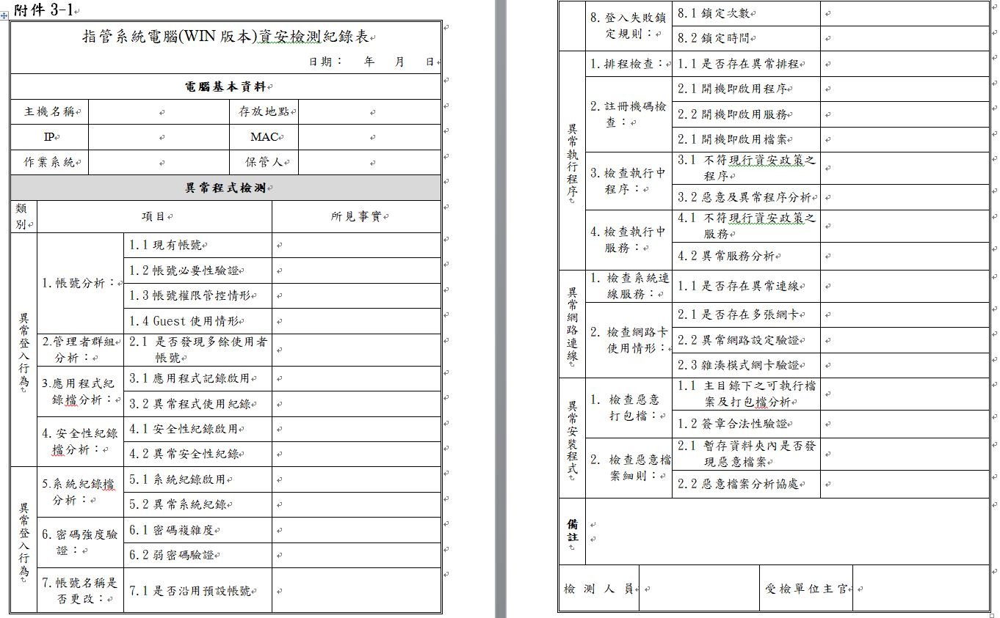 附件 3-1
指管系統電腦(WIN 版本)資安檢測紀錄表
日期： 年 月 日
電腦基本資料
主機名稱 存放地點
IP MAC
作業系統 保管人
異常程式檢測
類別 項目 所見事實
異常登入行為
1.帳號分析：
1.1 現有帳號
1.2 帳號必要性驗證
1.3 帳號權限管控情形
1.4 Guest 使用情形
2.管理者群組
分析：
2.1 是否發現多餘使用者
帳號
3.應用程式紀
錄檔分析：
3.1 應用程式記錄啟用
3.2 異常程式使用紀錄
4.安全性紀錄
檔分析：
4.1 安全性紀錄啟用
4.2 異常安全性紀錄
異常登入行為
5.系統紀錄檔
分析：
5.1 系統紀錄啟用
5.2 異常系統紀錄
6.密碼強度驗
證：
6.1 密碼複雜度
6.2 弱密碼驗證
7.帳號名稱是
否更改：
7.1 是否沿用預設帳號
8.登入失敗鎖
定規則：
8.1 鎖定次數
8.2 鎖定時間
異常執行程序
1.排程檢查：
1.1 是否存在異常排程
2.註冊機碼檢
查：
2.1 開機即啟用程序
2.2 開機即啟用服務
2.1 開機即啟用檔案
3.檢查執行中
程序：
3.1 不符現行資安政策之
程序
3.2 惡意及異常程序分析
4.檢查執行中
服務：
4.1 不符現行資安政策之
服務
4.2 異常服務分析
異常網路連線
1. 檢查系統連
線服務：
1.1 是否存在異常連線
2. 檢查網路卡
使用情形：
2.1 是否存在多張網卡
2.2 異常網路設定驗證
2.3 雜湊模式網卡驗證
異常安裝程式
1. 檢查惡意
打包檔：
1.1 主目錄下之可執行檔
案及打包檔分析
1.2 簽章合法性驗證
2. 檢查惡意檔
案細則：
2.1 暫存資料夾內是否發
現惡意檔案
2.2 惡意檔案分析協處
備註
檢測人員 受檢單位主官